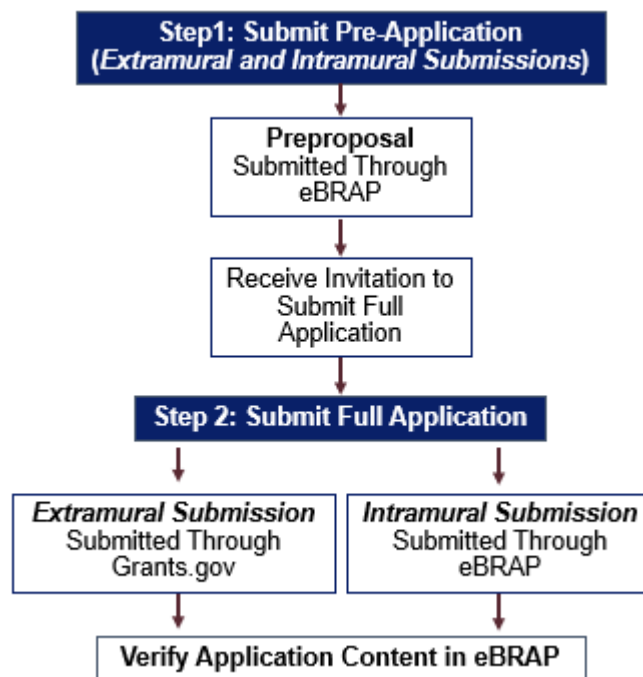 Step1: Submit Pre-Application
(Extramural and Intramural Submissions)
Preproposal
Submitted Through
eBRAP
Receive Invitation to
Submit Full
Application
Step 2: Submit Full Application
Extramural Submission
Submitted Through
Grants.gov
Intramural Submission
Submitted Through
eBRAP
Verify Application Content in eBRAP